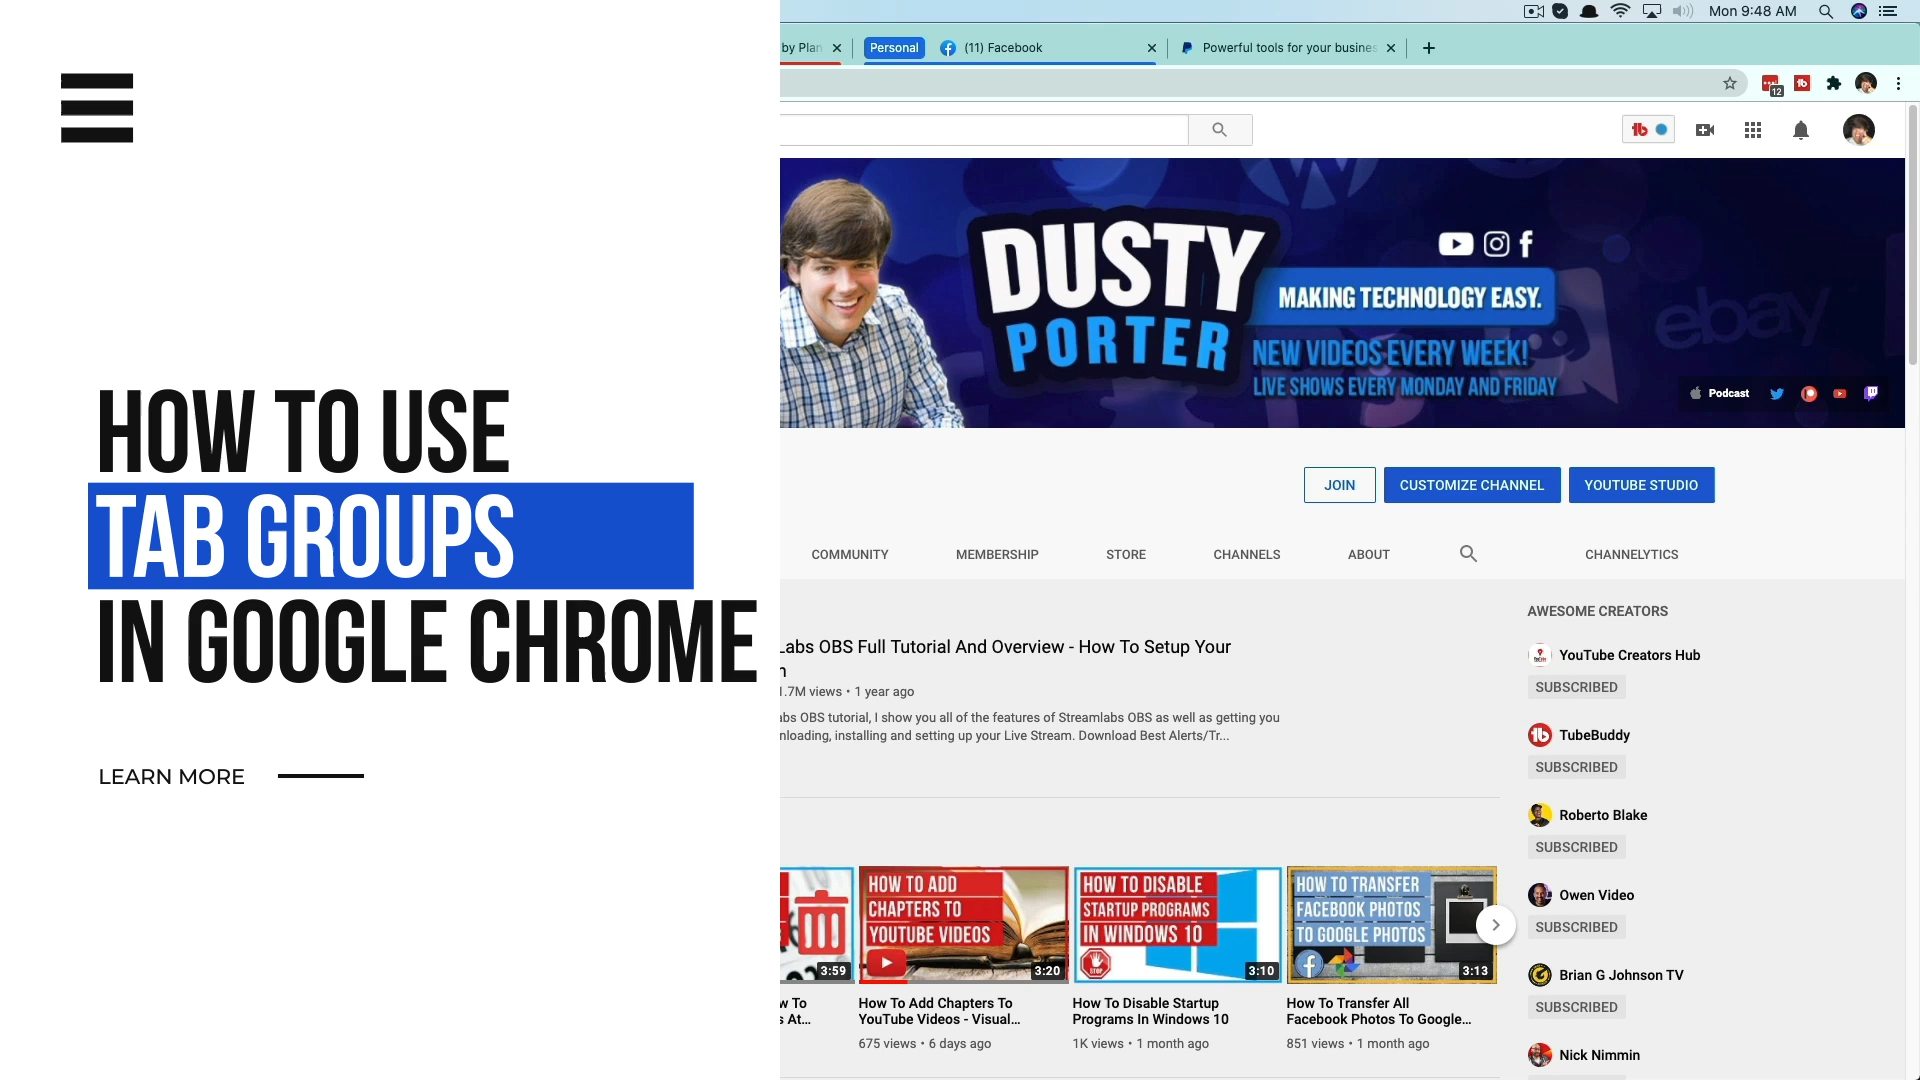 Mon 9:48 AM
by Plan
Personal
(11) Facebook
Powerful tools for your busines
12
HOW TO USE
TAB GROUPS
IN GOOGLE CHROME
LEARN MORE
DUSTY
PORTER
MAKING TECHNOLOGY EASY.
NEW VIDEOS EVERY WEEK!
LIVE SHOWS EVERY MONDAY AND FRIDAY
ebay
Podcast
JOIN
CUSTOMIZE CHANNEL
YOUTUBE STUDIO
COMMUNITY
MEMBERSHIP
STORE
CHANNELS
ABOUT
CHANNELYTICS
Labs OBS Full Tutorial And Overview - How To Setup Your
n
1.7M views • 1 year ago
abs OBS tutorial, I show you all of the features of Streamlabs OBS as well as getting you
nloading, installing and setting up your Live Stream. Download Best Alerts/Tr...
AWESOME CREATORS
YouTube Creators Hub
SUBSCRIBED
TubeBuddy
SUBSCRIBED
Roberto Blake
SUBSCRIBED
Owen Video
SUBSCRIBED
Brian G Johnson TV
SUBSCRIBED
Nick Nimmin
3:59
w To
s At...
HOW TO ADD
CHAPTERS TO
YOUTUBE VIDEOS
3:20
How To Add Chapters To
YouTube Videos - Visual...
675 views • 6 days ago
HOW TO DISABLE
STARTUP PROGRAMS
IN WINDOWS 10
STOP
3:10
How To Disable Startup
Programs In Windows 10
1K views • 1 month ago
HOW TO TRANSFER
FACEBOOK PHOTOS
TO GOOGLE PHOTOS
3:13
How To Transfer All
Facebook Photos To Google...
851 views • 1 month ago